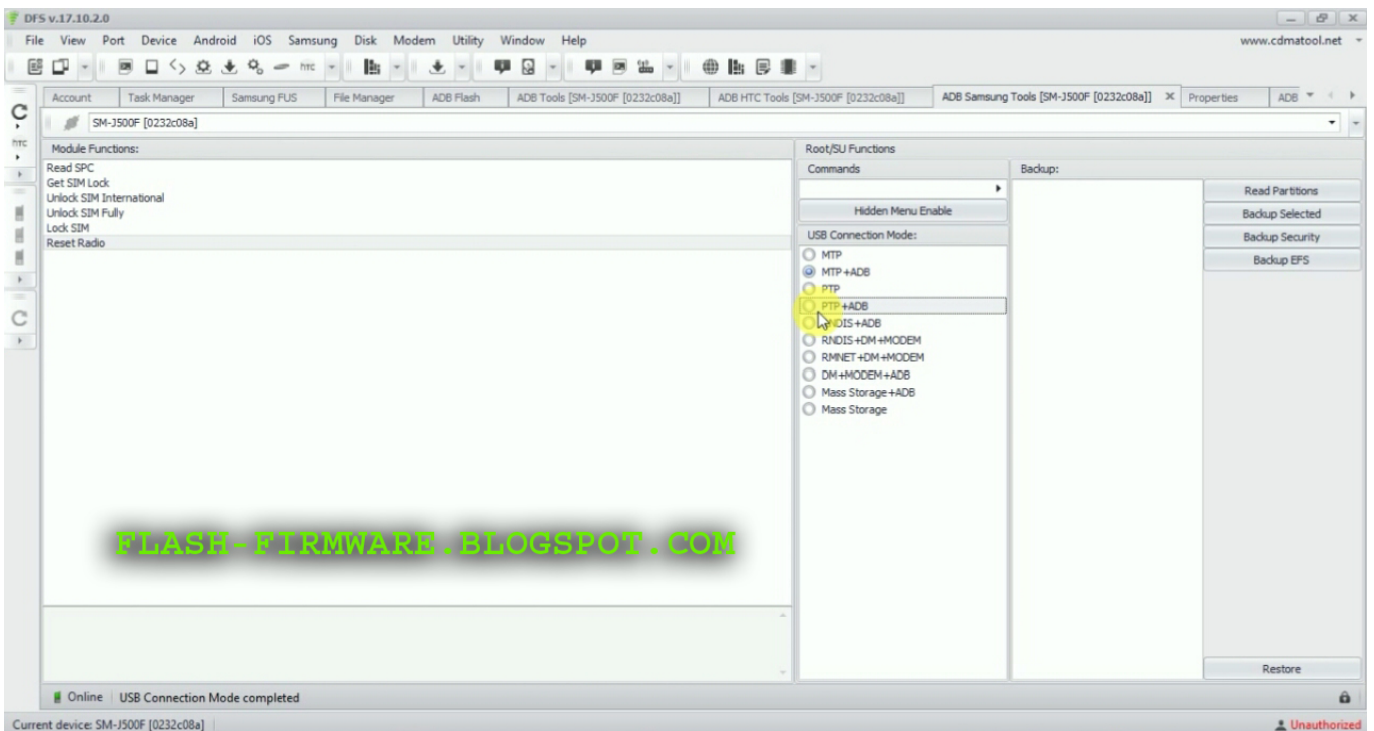 DFS v.17.10.2.0
File View Port Device Android iOS Samsung Disk Modem Utility Window Help www.cdmatool.net
htc
Account Task Manager Samsung FUS File Manager ADB Flash ADB Tools [SM-J500F [0232c08a]] ADB HTC Tools [SM-J500F [0232c08a]] ADB Samsung Tools [SM-J500F [0232c08a]] Properties ADB
SM-J500F [0232c08a]
htc
Module Functions:
Read SPC
Get SIM Lock
Unlock SIM International
Unlock SIM Fully
Lock SIM
Reset Radio
Root/SU Functions
Commands
Hidden Menu Enable
USB Connection Mode:
MTP
MTP+ADB
PTP
PTP+ADB
RNDIS+ADB
RNDIS+DM+MODEM
RMNET+DM+MODEM
DM+MODEM+ADB
Mass Storage+ADB
Mass Storage
Backup:
Read Partitions
Backup Selected
Backup Security
Backup EFS
Restore
FLASH-FIRMWARE.BLOGSPOT.COM
Online USB Connection Mode completed
Current device: SM-J500F [0232c08a] Unauthorized